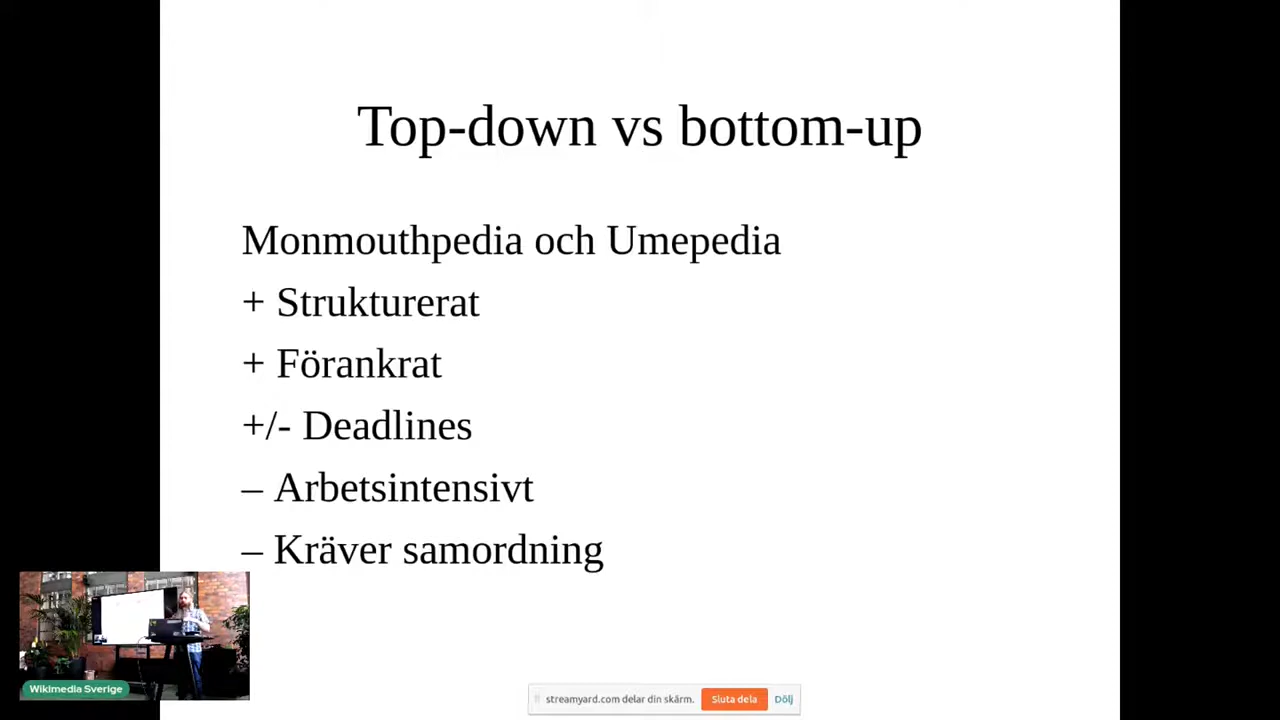 Top-down vs bottom-up
Monmouthpedia och Umepedia
+ Strukturerat
+ Förankrat
+/- Deadlines
– Arbetsintensivt
– Kräver samordning
Wikimedia Sverige
streamyard.com delar din skärm. Sluta dela Dölj